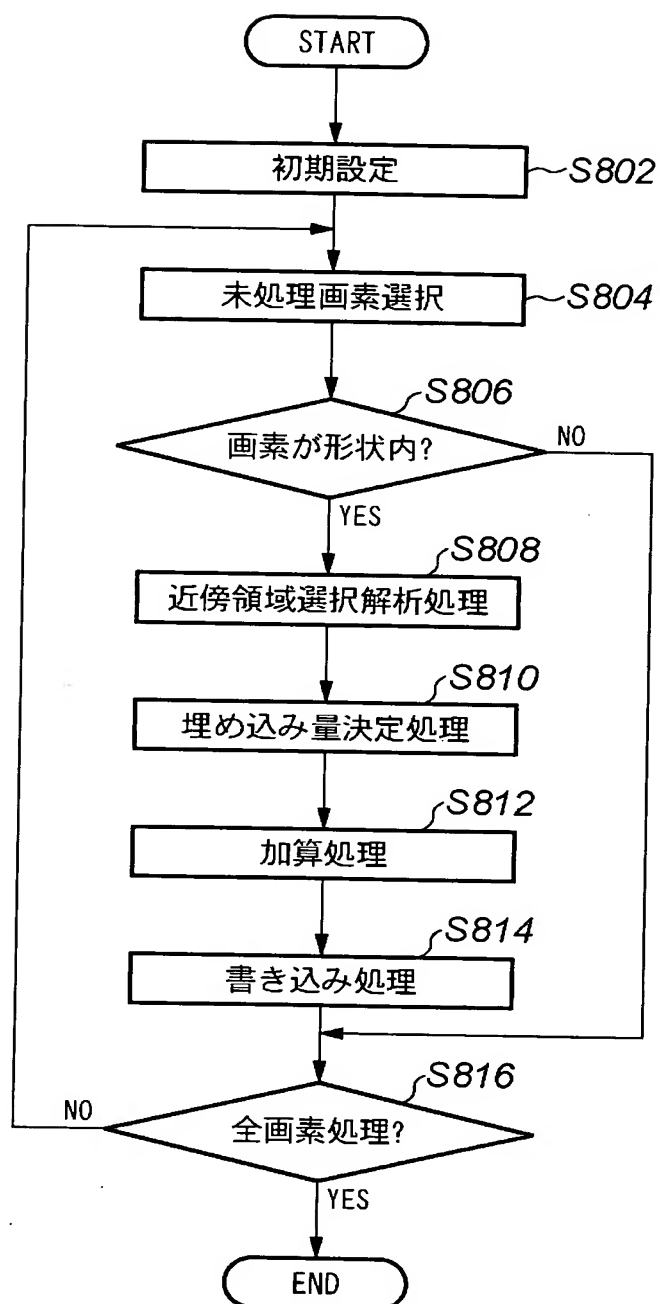 START
初期設定
S802
未処理画素選択
S804
S806
画素が形状内?
NO
YES
S808
近傍領域選択解析処理
S810
埋め込み量決定処理
S812
加算処理
S814
書き込み処理
S816
NO
全画素処理?
YES
END